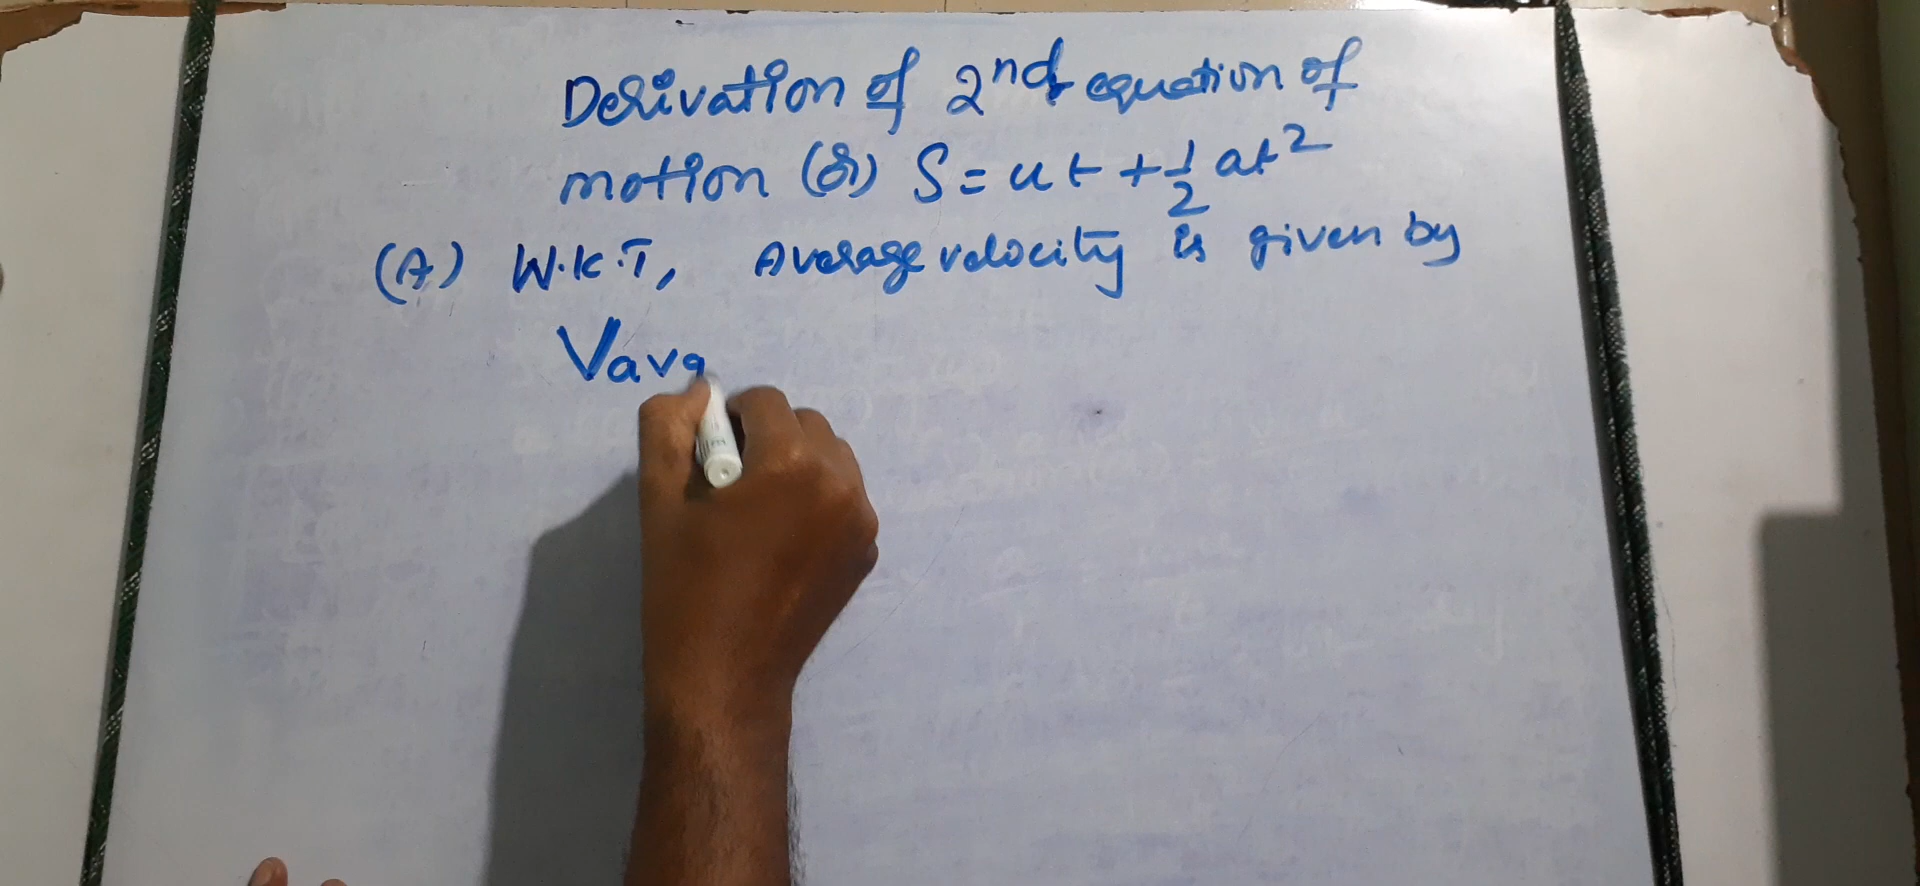 Derivation of 2nd equation of
motion (or) S = ut + 1/2 at²
(A) W.K.T, Average velocity is given by
Vavg